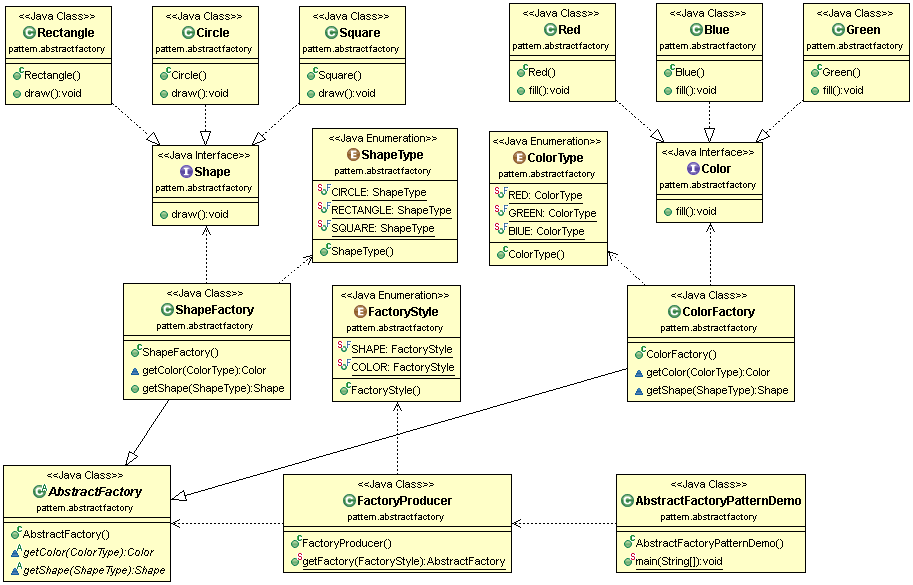 <<Java Class>>
Rectangle
pattern.abstractfactory
Rectangle()
draw():void
<<Java Class>>
Circle
pattern.abstractfactory
Circle()
draw():void
<<Java Class>>
Square
pattern.abstractfactory
Square()
draw():void
<<Java Class>>
Red
pattern.abstractfactory
Red()
fill():void
<<Java Class>>
Blue
pattern.abstractfactory
Blue()
fill():void
<<Java Class>>
Green
pattern.abstractfactory
Green()
fill():void
<<Java Interface>>
Shape
pattern.abstractfactory
draw():void
<<Java Enumeration>>
ShapeType
pattern.abstractfactory
CIRCLE: ShapeType
RECTANGLE: ShapeType
SQUARE: ShapeType
ShapeType()
<<Java Enumeration>>
ColorType
pattern.abstractfactory
RED: ColorType
GREEN: ColorType
BLUE: ColorType
ColorType()
<<Java Interface>>
Color
pattern.abstractfactory
fill():void
<<Java Class>>
ShapeFactory
pattern.abstractfactory
ShapeFactory()
getColor(ColorType):Color
getShape(ShapeType):Shape
<<Java Enumeration>>
FactoryStyle
pattern.abstractfactory
SHAPE: FactoryStyle
COLOR: FactoryStyle
FactoryStyle()
<<Java Class>>
ColorFactory
pattern.abstractfactory
ColorFactory()
getColor(ColorType):Color
getShape(ShapeType):Shape
<<Java Class>>
AbstractFactory
pattern.abstractfactory
AbstractFactory()
getColor(ColorType):Color
getShape(ShapeType):Shape
<<Java Class>>
FactoryProducer
pattern.abstractfactory
FactoryProducer()
getFactory(FactoryStyle):AbstractFactory
<<Java Class>>
AbstractFactoryPatternDemo
pattern.abstractfactory
AbstractFactoryPatternDemo()
main(String[]):void